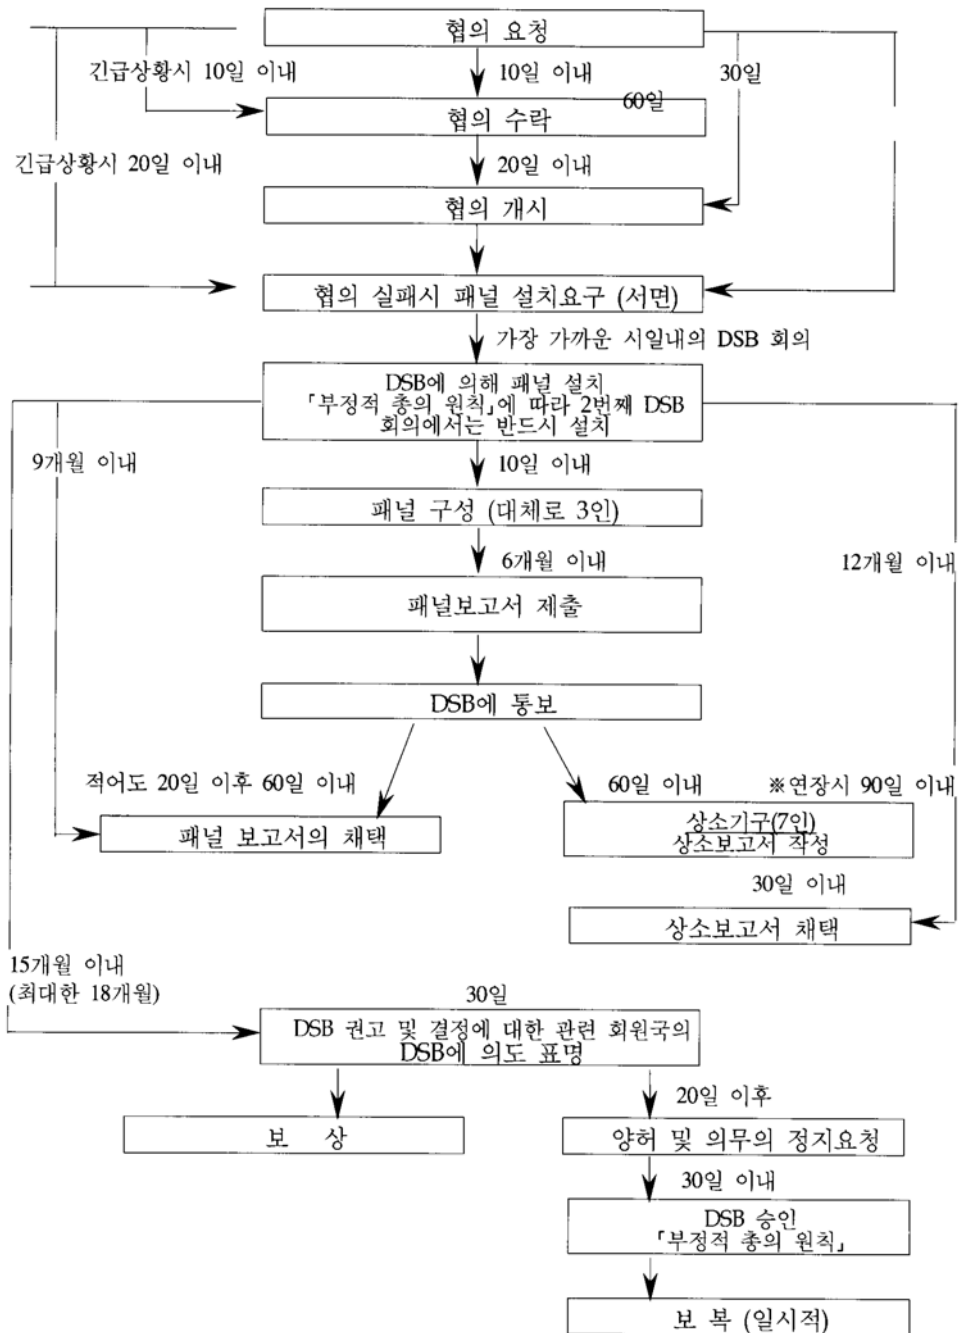 협의 요청
긴급상황시 10일 이내
10일 이내
30일
60일
협의 수락
긴급상황시 20일 이내
20일 이내
협의 개시
협의 실패시 패널 설치요구 (서면)
가장 가까운 시일내의 DSB 회의
DSB에 의해 패널 설치
「부정적 총의 원칙」에 따라 2번째 DSB
회의에서는 반드시 설치
9개월 이내
10일 이내
패널 구성 (대체로 3인)
6개월 이내
12개월 이내
패널보고서 제출
DSB에 통보
적어도 20일 이후 60일 이내
60일 이내
※연장시 90일 이내
패널 보고서의 채택
상소기구(7인)
상소보고서 작성
30일 이내
상소보고서 채택
15개월 이내
(최대한 18개월)
30일
DSB 권고 및 결정에 대한 관련 회원국의
DSB에 의도 표명
20일 이후
보 상
양허 및 의무의 정지요청
30일 이내
DSB 승인
「부정적 총의 원칙」
보 복 (일시적)